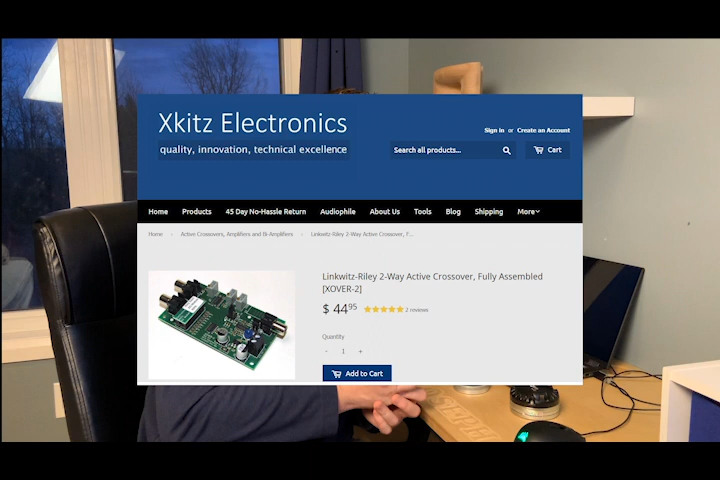 Xkitz Electronics
quality, innovation, technical excellence
Sign in or Create an Account
Search all products...
Cart
Home Products 45 Day No-Hassle Return Audiophile About Us Tools Blog Shipping More
Home › Active Crossovers, Amplifiers and Bi-Amplifiers › Linkwitz-Riley 2-Way Active Crossover, F...
Linkwitz-Riley 2-Way Active Crossover, Fully Assembled
[XOVER-2]
$ 44⁹⁵
2 reviews
Quantity
- 1 +
Add to Cart